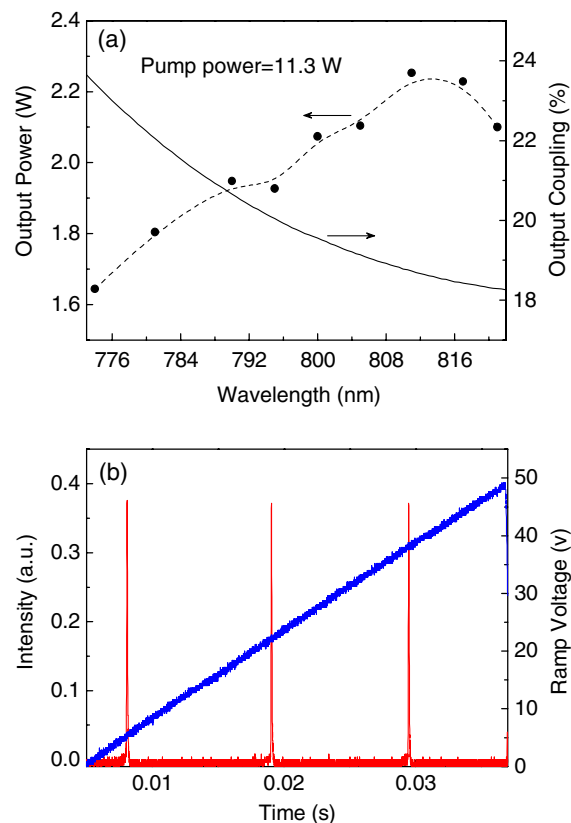 (a)
Pump power=11.3 W
2.4
2.2
2.0
1.8
1.6
Output Power (W)
24
22
20
18
Output Coupling (%)
776 784 792 800 808 816
Wavelength (nm)
(b)
0.4
0.3
0.2
0.1
0.0
Intensity (a.u.)
50
40
30
20
10
0
Ramp Voltage (v)
0.01 0.02 0.03
Time (s)